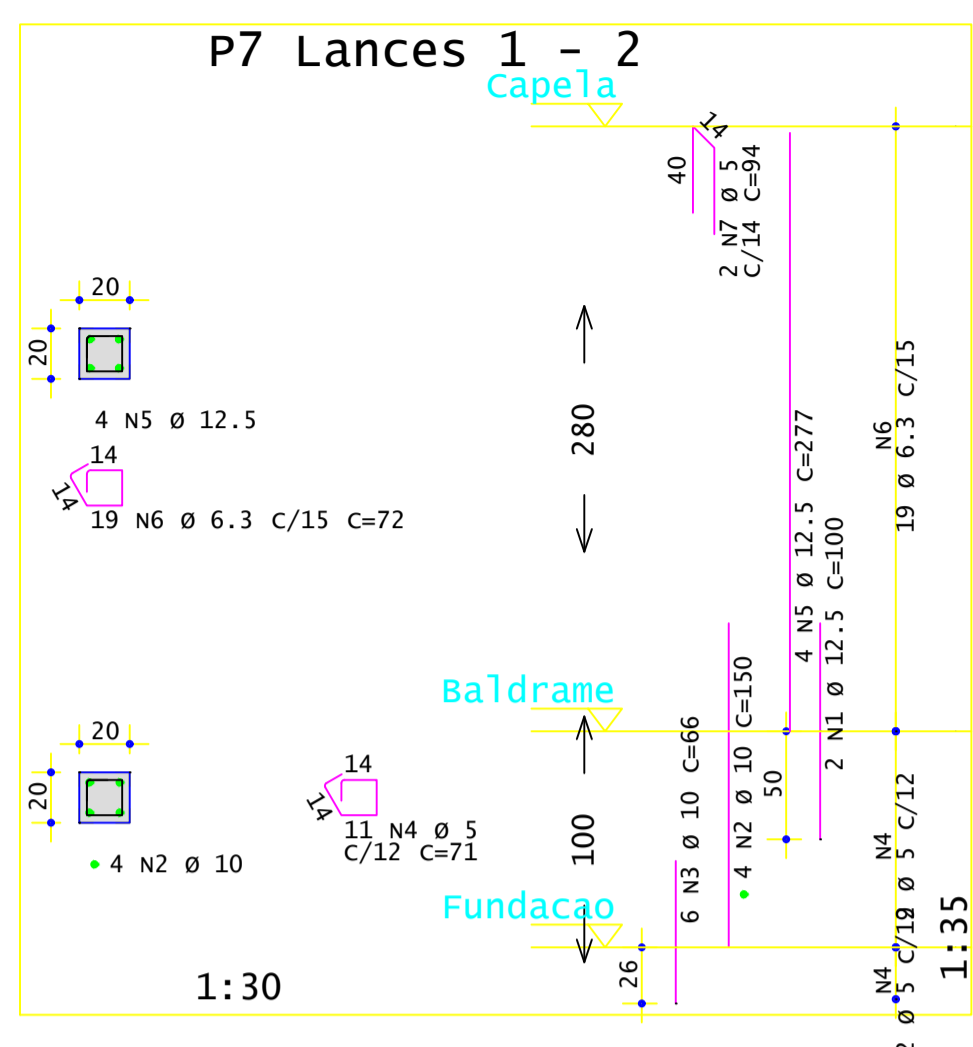 P7 Lances 1 - 2
Capela
14
40
2 N7 Ø 5
C/14 C=94
20
20
4 N5 Ø 12.5
14
14
19 N6 Ø 6.3 C/15 C=72
280
4 N5 Ø 12.5 C=277
2 N1 Ø 12.5 C=100
N6
19 Ø 6.3 C/15
Baldrame
20
20
4 N2 Ø 10
14
14
11 N4 Ø 5
C/12 C=71
100
6 N3 Ø 10 C=66
4 N2 Ø 10 C=150
50
N4
Ø 5 C/12
Fundacao
26
N4
Ø 5 C/12
1:30
1:35